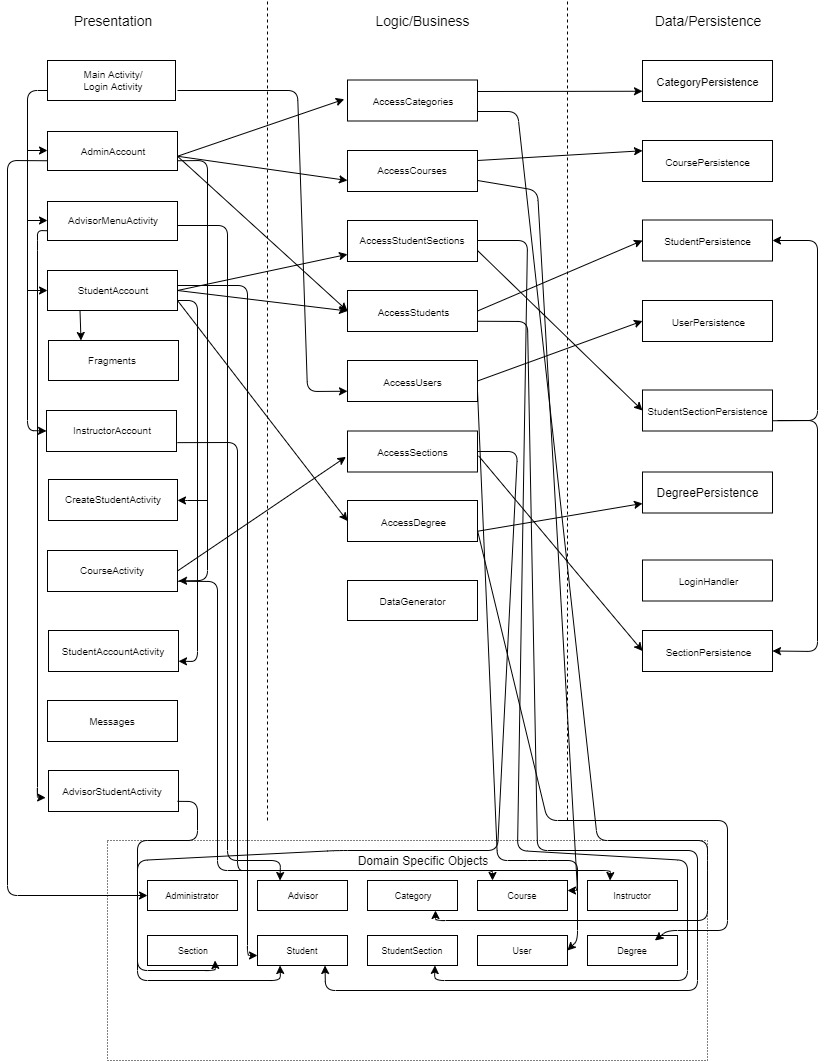 Presentation
Logic/Business
Data/Persistence
Main Activity/
Login Activity
AdminAccount
AdvisorMenuActivity
StudentAccount
Fragments
InstructorAccount
CreateStudentActivity
CourseActivity
StudentAccountActivity
Messages
AdvisorStudentActivity
AccessCategories
AccessCourses
AccessStudentSections
AccessStudents
AccessUsers
AccessSections
AccessDegree
DataGenerator
CategoryPersistence
CoursePersistence
StudentPersistence
UserPersistence
StudentSectionPersistence
DegreePersistence
LoginHandler
SectionPersistence
Domain Specific Objects
Administrator
Advisor
Category
Course
Instructor
Section
Student
StudentSection
User
Degree